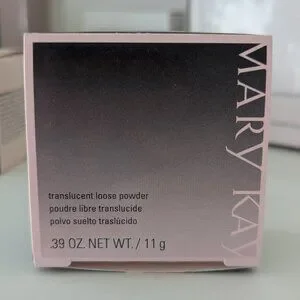 MARY KAY
translucent loose powder
poudre libre translucide
polvo suelto traslúcido
.39 OZ. NET WT. / 11 g